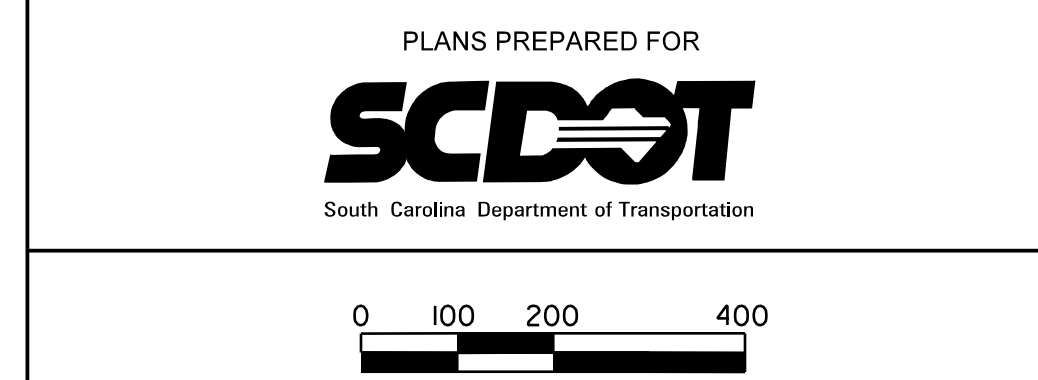 PLANS PREPARED FOR
SCDOT
South Carolina Department of Transportation
0 100 200 400